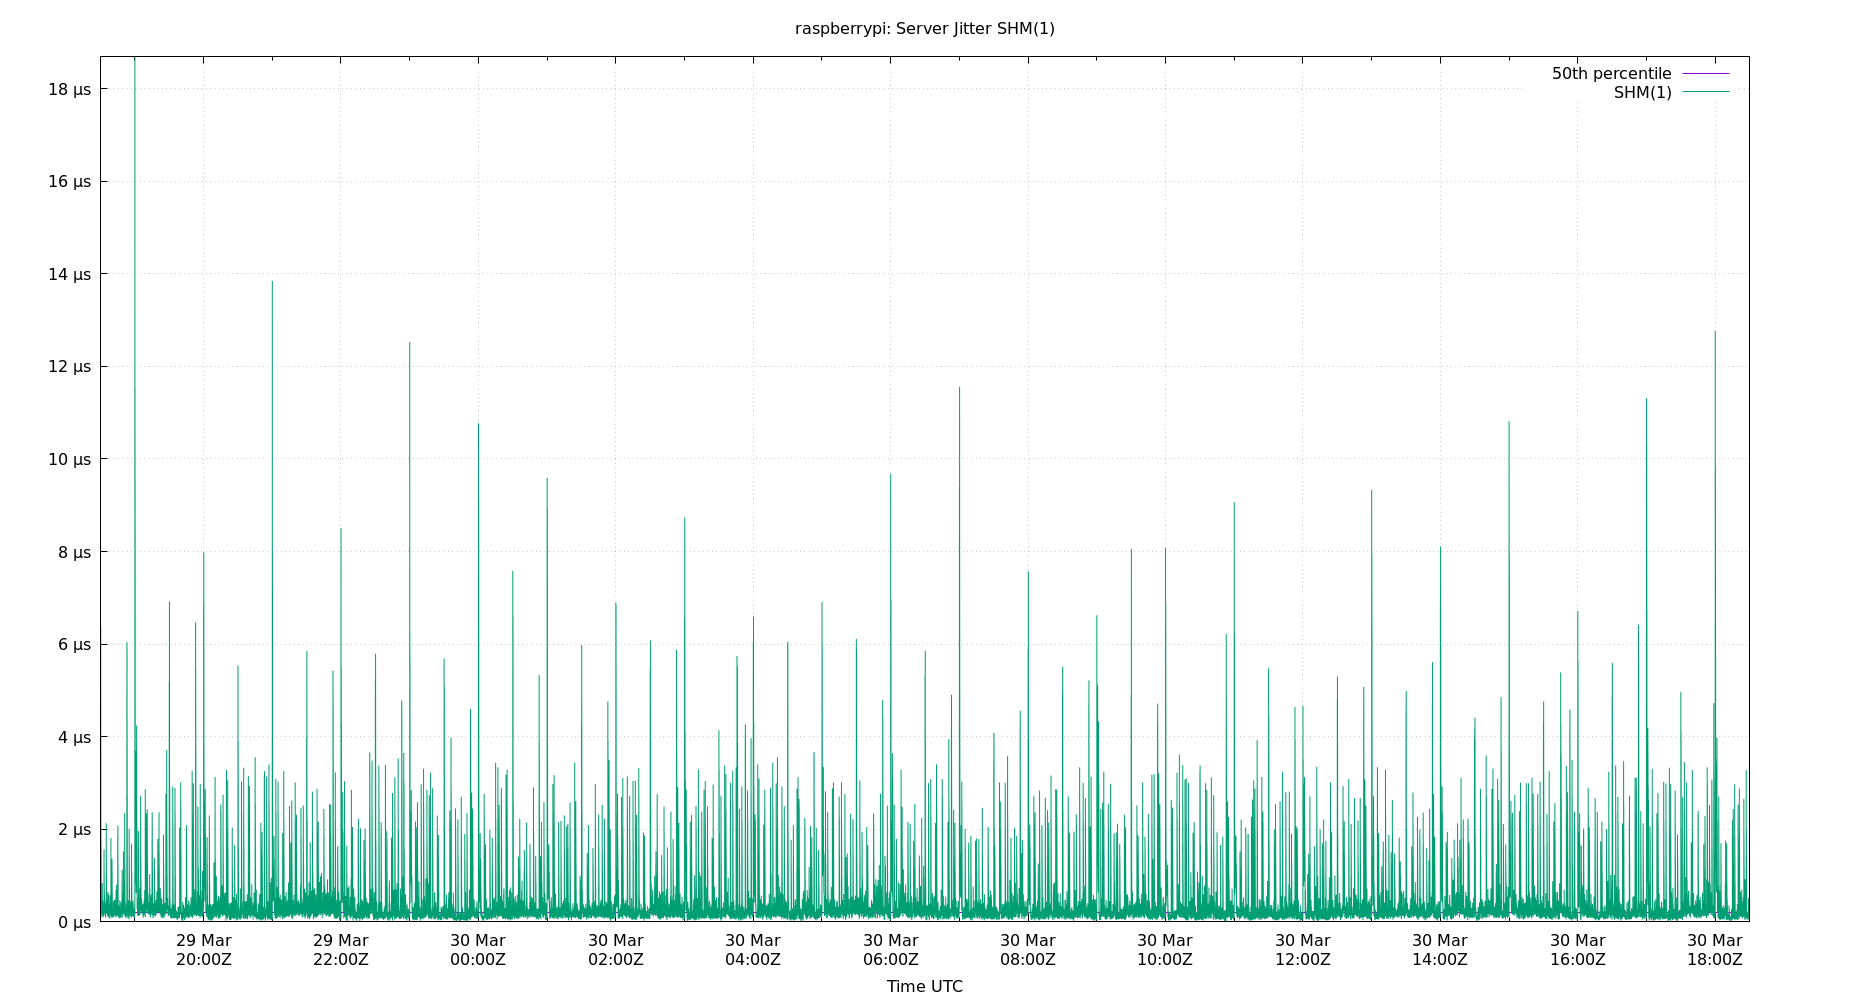 raspberrypi: Server Jitter SHM(1)
50th percentile
SHM(1)
18 µs
16 µs
14 µs
12 µs
10 µs
8 µs
6 µs
4 µs
2 µs
0 µs
29 Mar 29 Mar 30 Mar 30 Mar 30 Mar 30 Mar 30 Mar 30 Mar 30 Mar 30 Mar 30 Mar 30 Mar
20:00Z 22:00Z 00:00Z 02:00Z 04:00Z 06:00Z 08:00Z 10:00Z 12:00Z 14:00Z 16:00Z 18:00Z
Time UTC